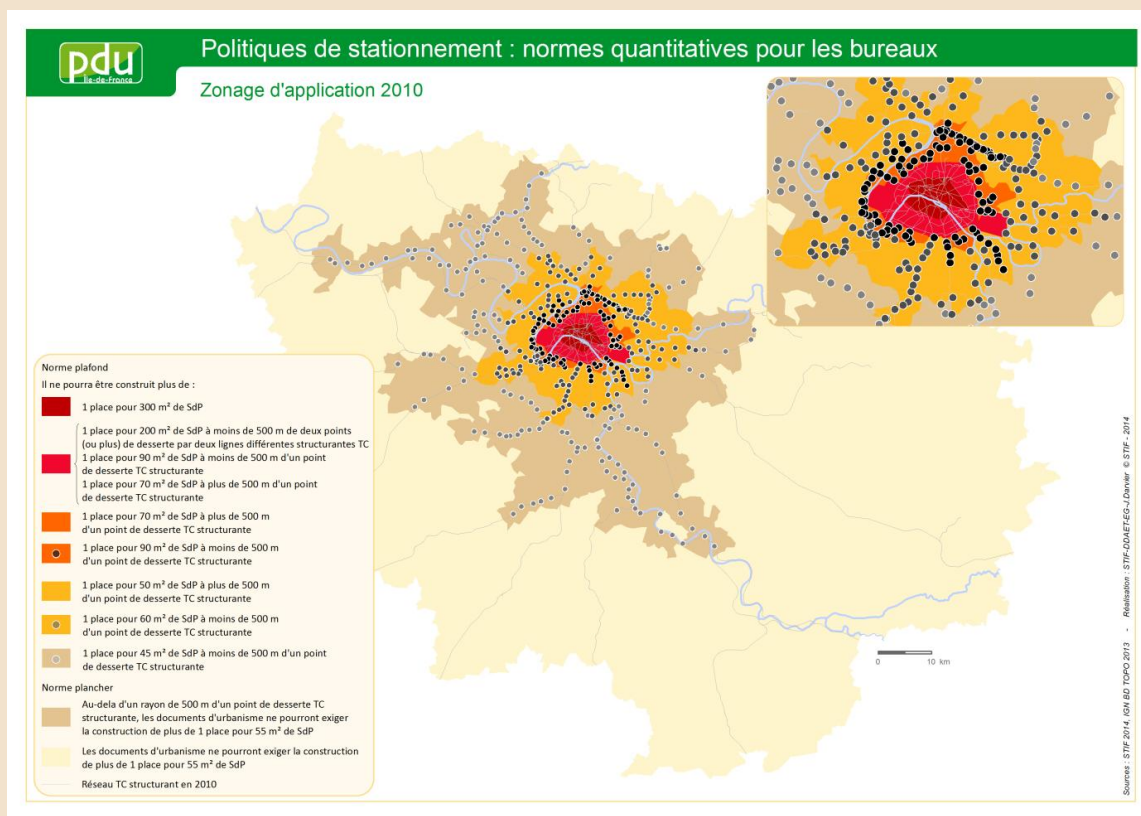 pdu
île-de-France
Politiques de stationnement : normes quantitatives pour les bureaux
Zonage d'application 2010
Norme plafond
Il ne pourra être construit plus de :
1 place pour 300 m² de SdP
1 place pour 200 m² de SdP à moins de 500 m de deux points
(ou plus) de desserte par deux lignes différentes structurantes TC
1 place pour 90 m² de SdP à moins de 500 m d'un point
de desserte TC structurante
1 place pour 70 m² de SdP à plus de 500 m d'un point
de desserte TC structurante
1 place pour 70 m² de SdP à plus de 500 m
d'un point de desserte TC structurante
1 place pour 90 m² de SdP à moins de 500 m
d'un point de desserte TC structurante
1 place pour 50 m² de SdP à plus de 500 m
d'un point de desserte TC structurante
1 place pour 60 m² de SdP à moins de 500 m
d'un point de desserte TC structurante
1 place pour 45 m² de SdP à moins de 500 m d'un point
de desserte TC structurante
Norme plancher
Au-dela d'un rayon de 500 m d'un point de desserte TC
structurante, les documents d'urbanisme ne pourront exiger
la construction de plus de 1 place pour 55 m² de SdP
Les documents d'urbanisme ne pourront exiger la construction
de plus de 1 place pour 55 m² de SdP
Réseau TC structurant en 2010
0 10 km
Sources : STIF 2014, IGN BD TOPO 2013 - Réalisation : STIF-DDAET-EG-J.Darvier © STIF - 2014